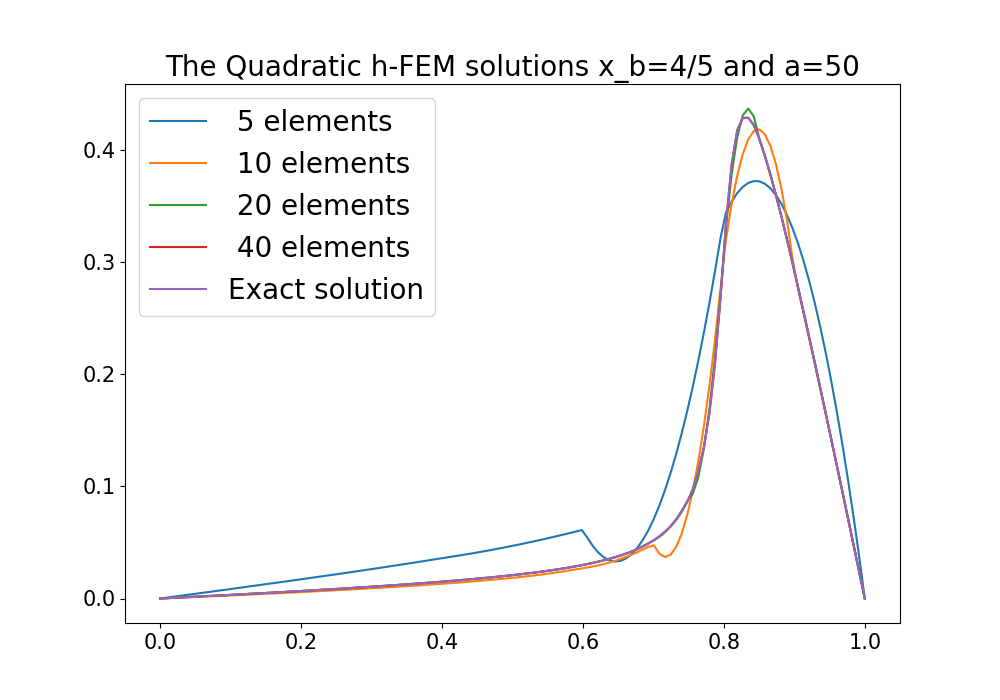 The Quadratic h-FEM solutions x_b=4/5 and a=50
5 elements
10 elements
20 elements
40 elements
Exact solution
0.4
0.3
0.2
0.1
0.0
0.0 0.2 0.4 0.6 0.8 1.0